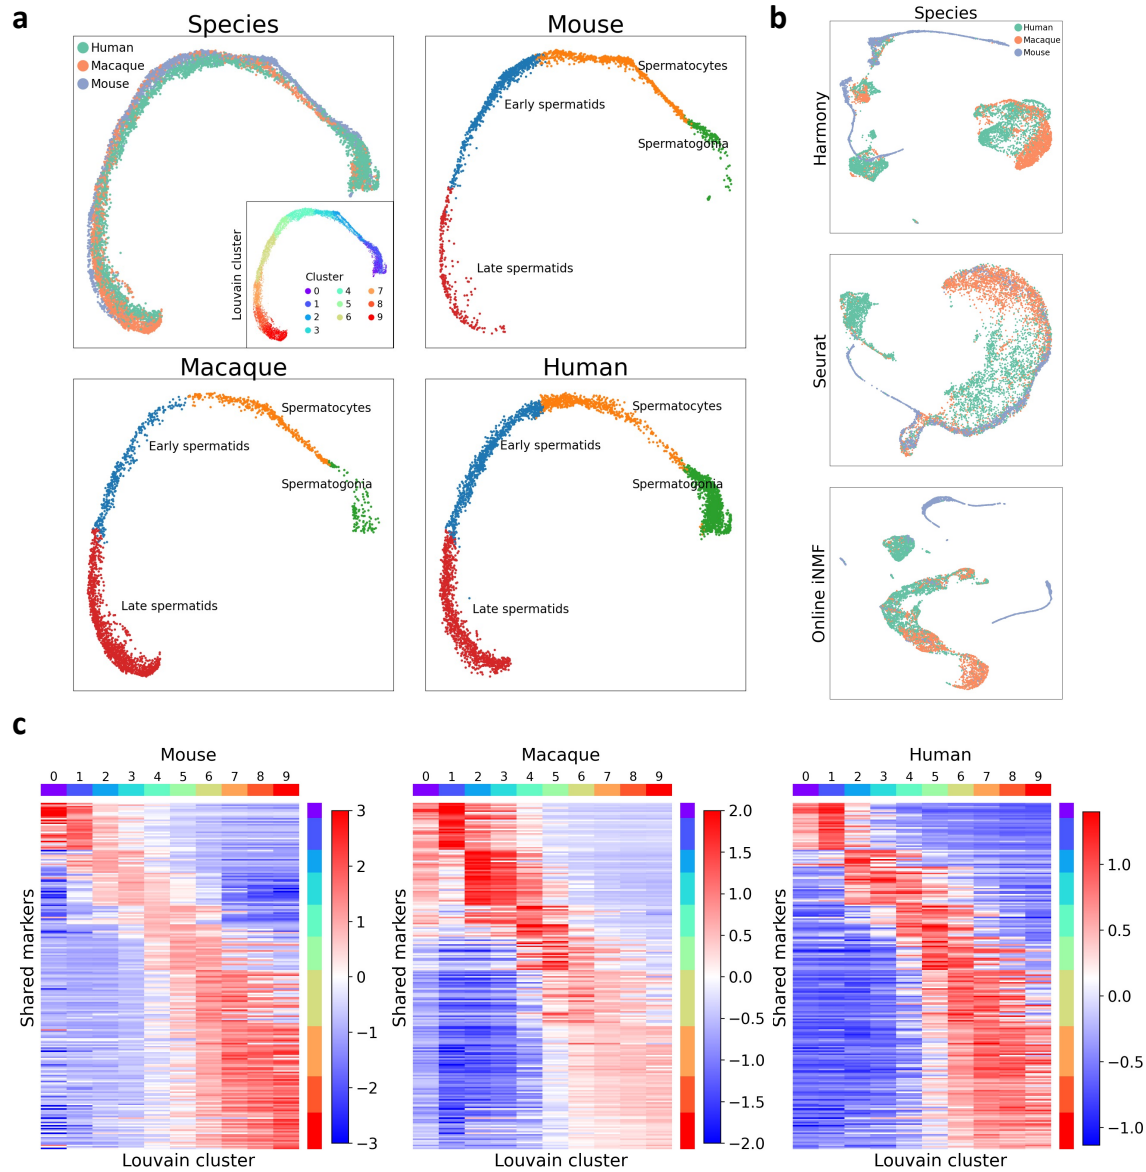 a
Species
Human
Macaque
Mouse
Louvain cluster
Cluster
0
1
2
3
4
5
6
7
8
9
Mouse
Spermatocytes
Early spermatids
Spermatogonia
Late spermatids
Macaque
Spermatocytes
Early spermatids
Spermatogonia
Late spermatids
Human
Spermatocytes
Early spermatids
Spermatogonia
Late spermatids
b
Species
Human
Macaque
Mouse
Harmony
Seurat
Online iNMF
c
Mouse
0 1 2 3 4 5 6 7 8 9
Shared markers
Louvain cluster
3
2
1
0
−1
−2
−3
Macaque
0 1 2 3 4 5 6 7 8 9
Shared markers
Louvain cluster
2.0
1.5
1.0
0.5
0.0
−0.5
−1.0
−1.5
−2.0
Human
0 1 2 3 4 5 6 7 8 9
Shared markers
Louvain cluster
1.0
0.5
0.0
−0.5
−1.0